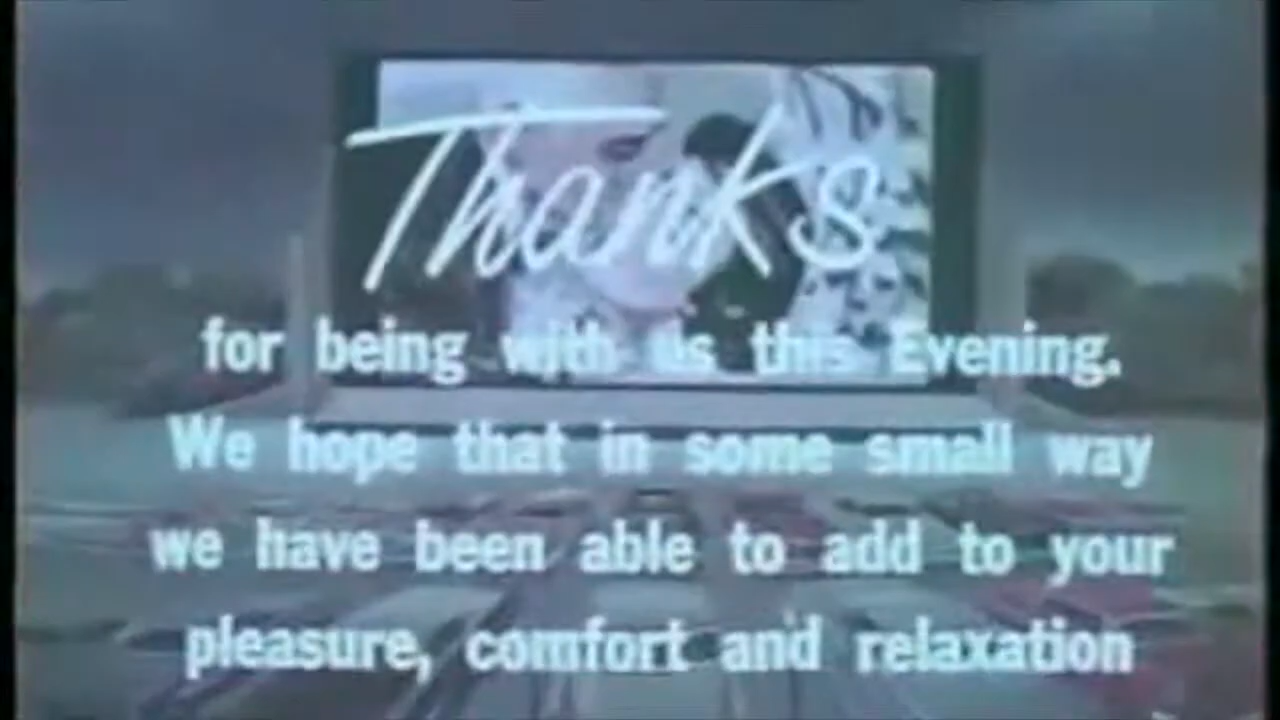 Thanks
for being with us this Evening.
We hope that in some small way
we have been able to add to your
pleasure, comfort and relaxation